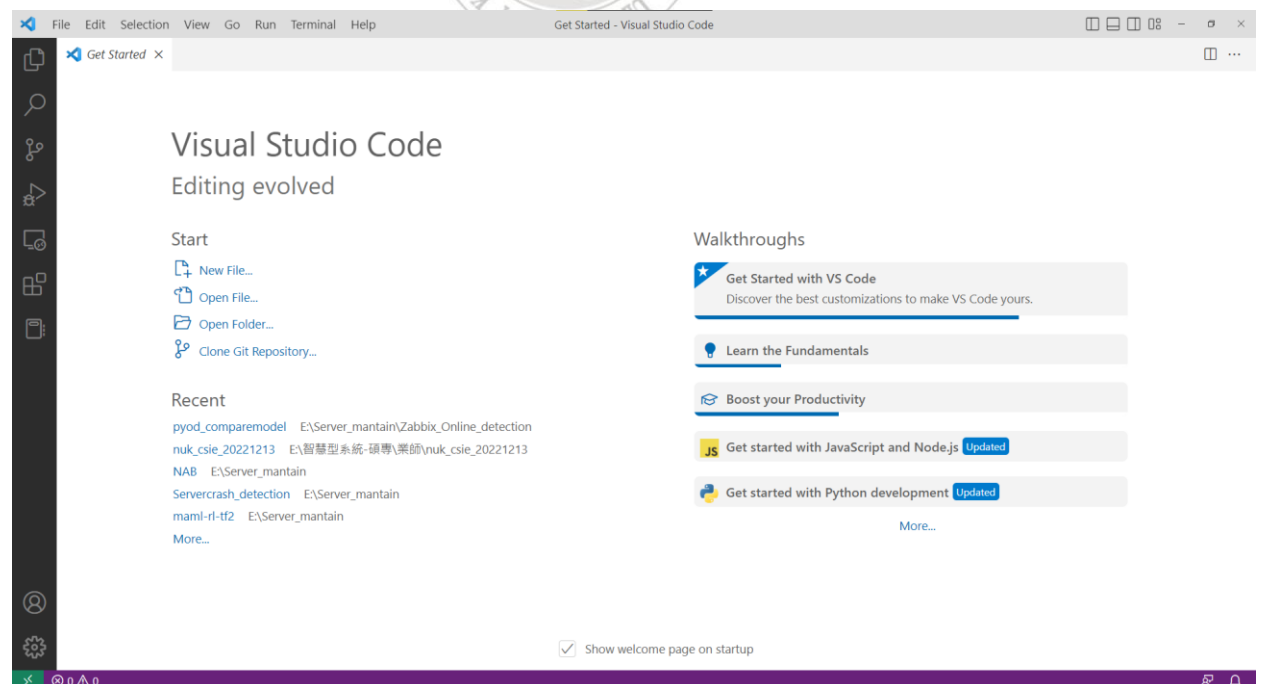 File Edit Selection View Go Run Terminal Help Get Started - Visual Studio Code
Get Started
Visual Studio Code
Editing evolved
Start
New File...
Open File...
Open Folder...
Clone Git Repository...
Recent
pyod_comparemodel E:\Server_mantain\Zabbix_Online_detection
nuk_csie_20221213 E:\智慧型系統-碩專\業師\nuk_csie_20221213
NAB E:\Server_mantain
Servercrash_detection E:\Server_mantain
maml-rl-tf2 E:\Server_mantain
More...
Walkthroughs
Get Started with VS Code
Discover the best customizations to make VS Code yours.
Learn the Fundamentals
Boost your Productivity
JS Get started with JavaScript and Node.js Updated
Get started with Python development Updated
More...
Show welcome page on startup
0 0